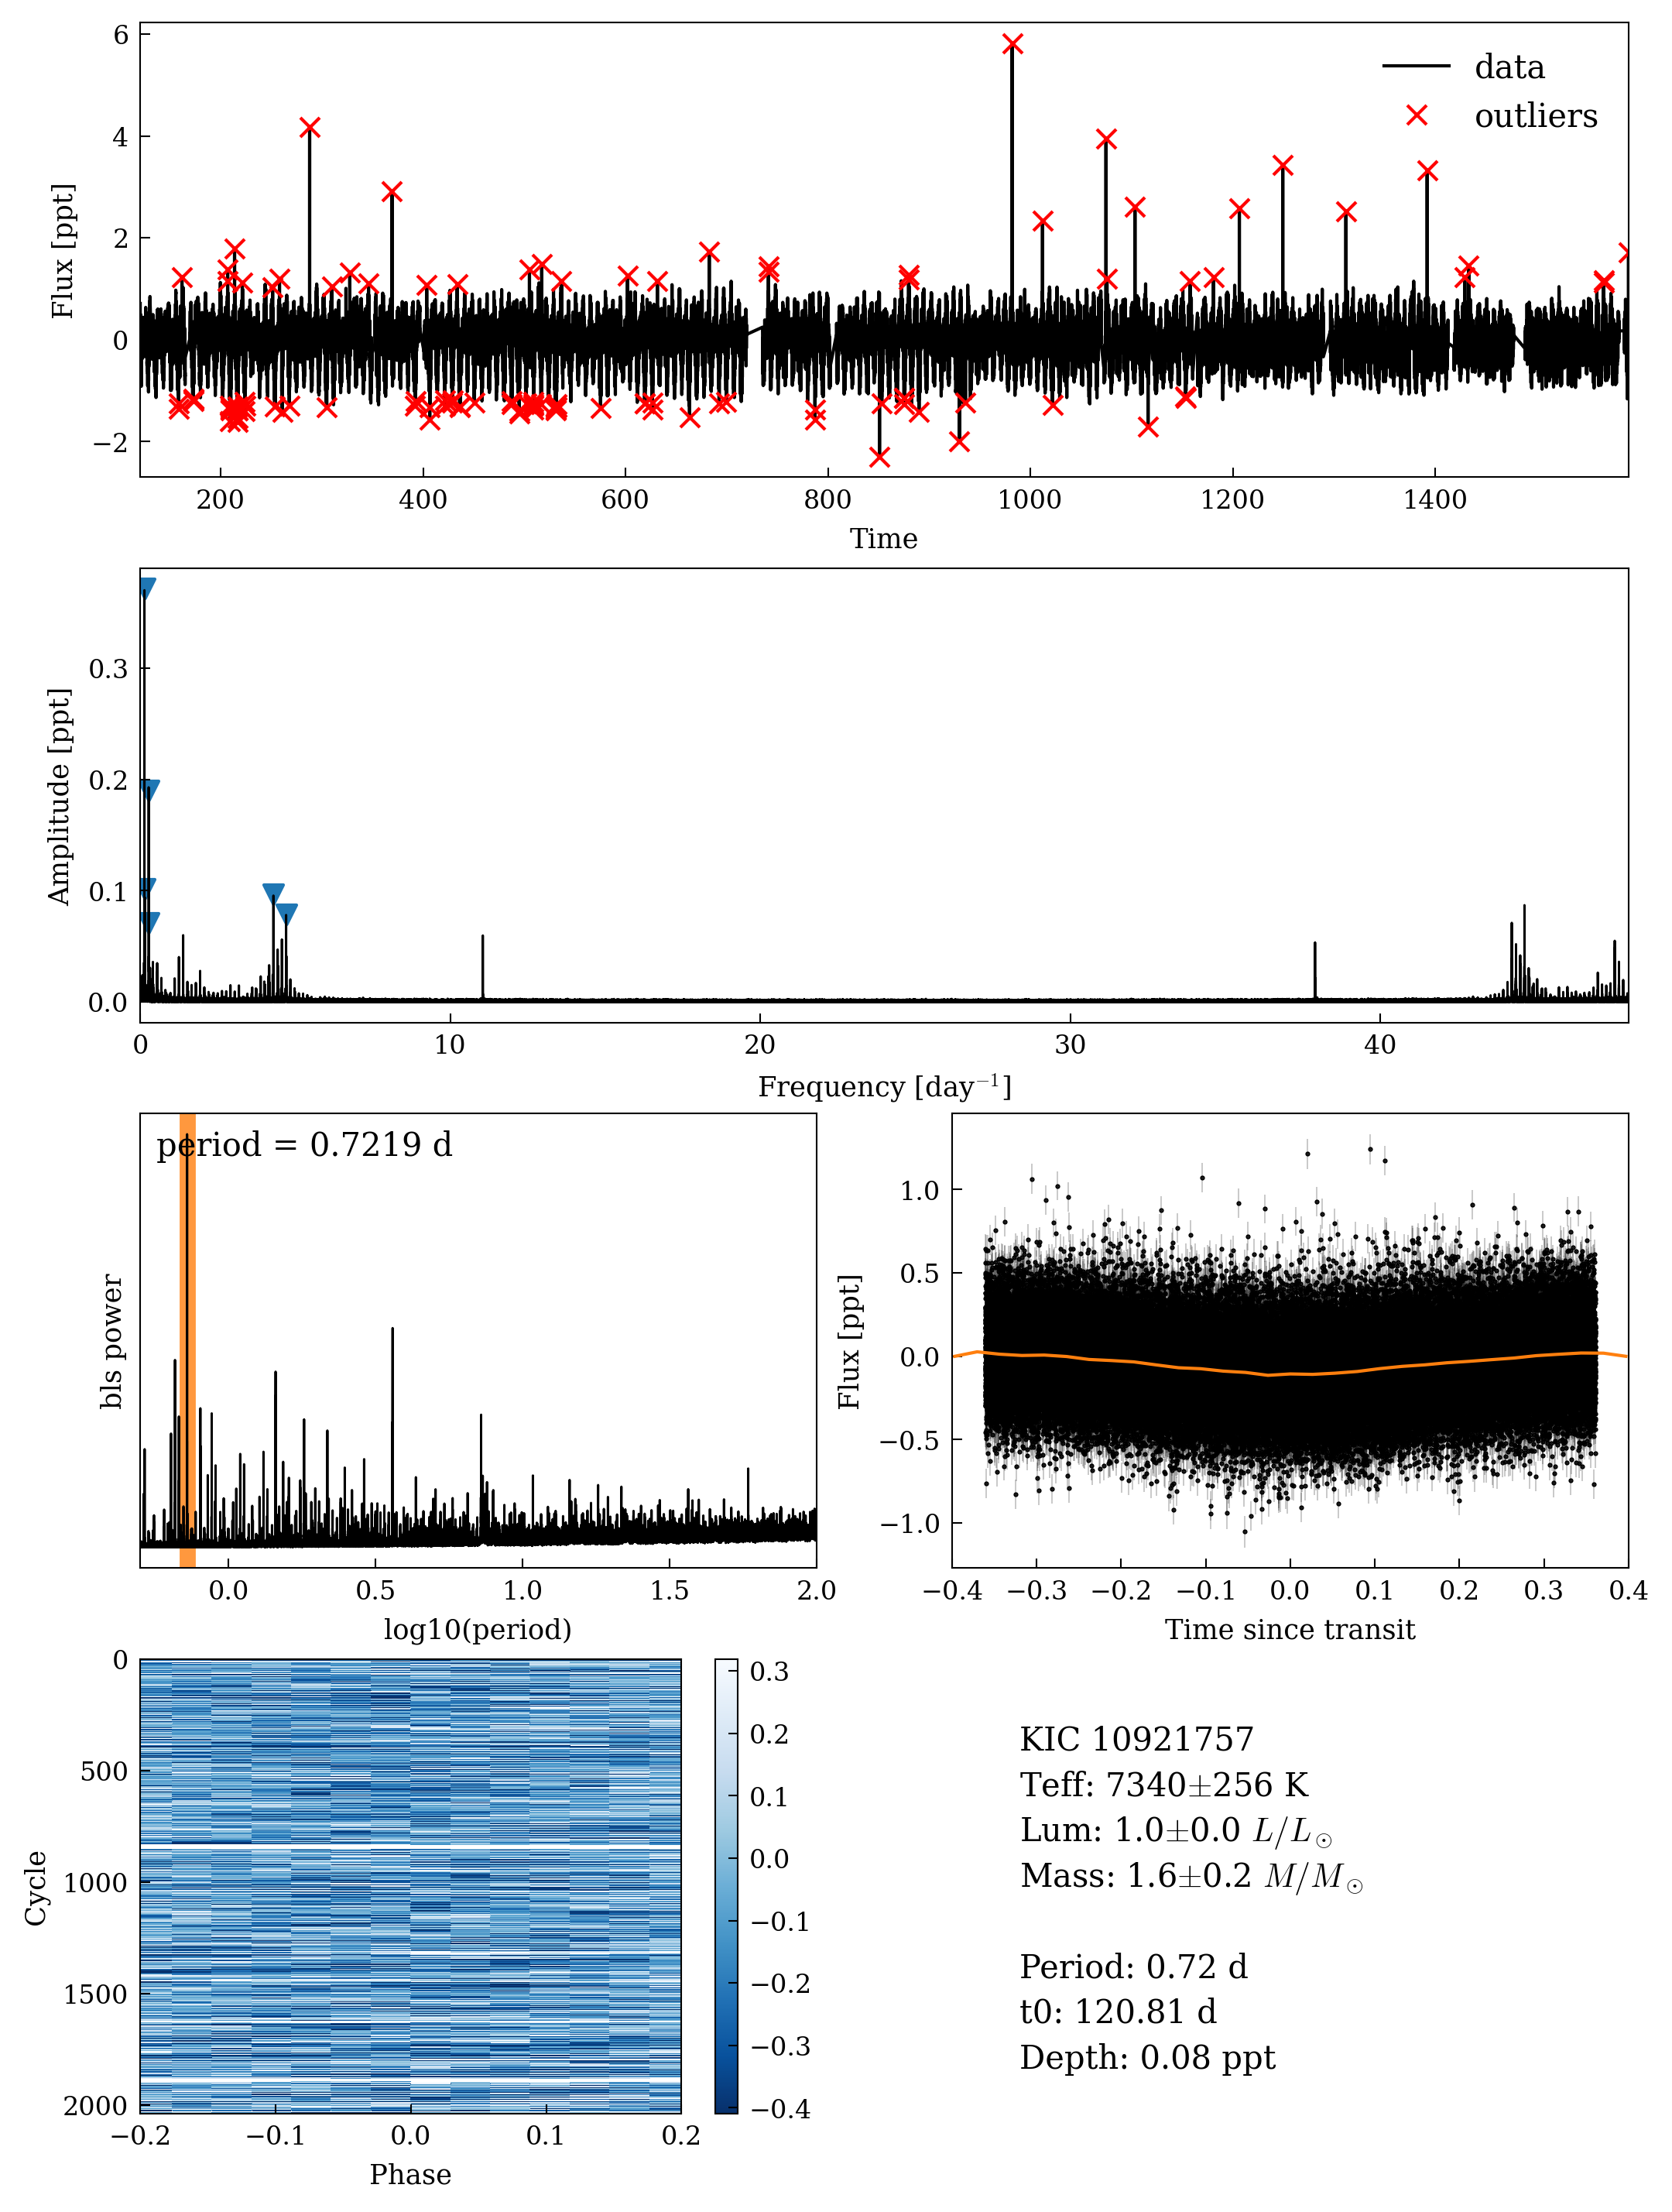 6
4
2
0
−2
Flux [ppt]
data
outliers
200
400
600
800
1000
1200
1400
Time
0.3
0.2
0.1
0.0
Amplitude [ppt]
0
10
20
30
40
Frequency [day⁻¹]
period = 0.7219 d
bls power
0.0
0.5
1.0
1.5
2.0
log10(period)
1.0
0.5
0.0
−0.5
−1.0
Flux [ppt]
−0.4
−0.3
−0.2
−0.1
0.0
0.1
0.2
0.3
0.4
Time since transit
0
500
1000
1500
2000
Cycle
−0.2
−0.1
0.0
0.1
0.2
Phase
0.3
0.2
0.1
0.0
−0.1
−0.2
−0.3
−0.4
KIC 10921757
Teff: 7340±256 K
Lum: 1.0±0.0 L/L☉
Mass: 1.6±0.2 M/M☉
Period: 0.72 d
t0: 120.81 d
Depth: 0.08 ppt